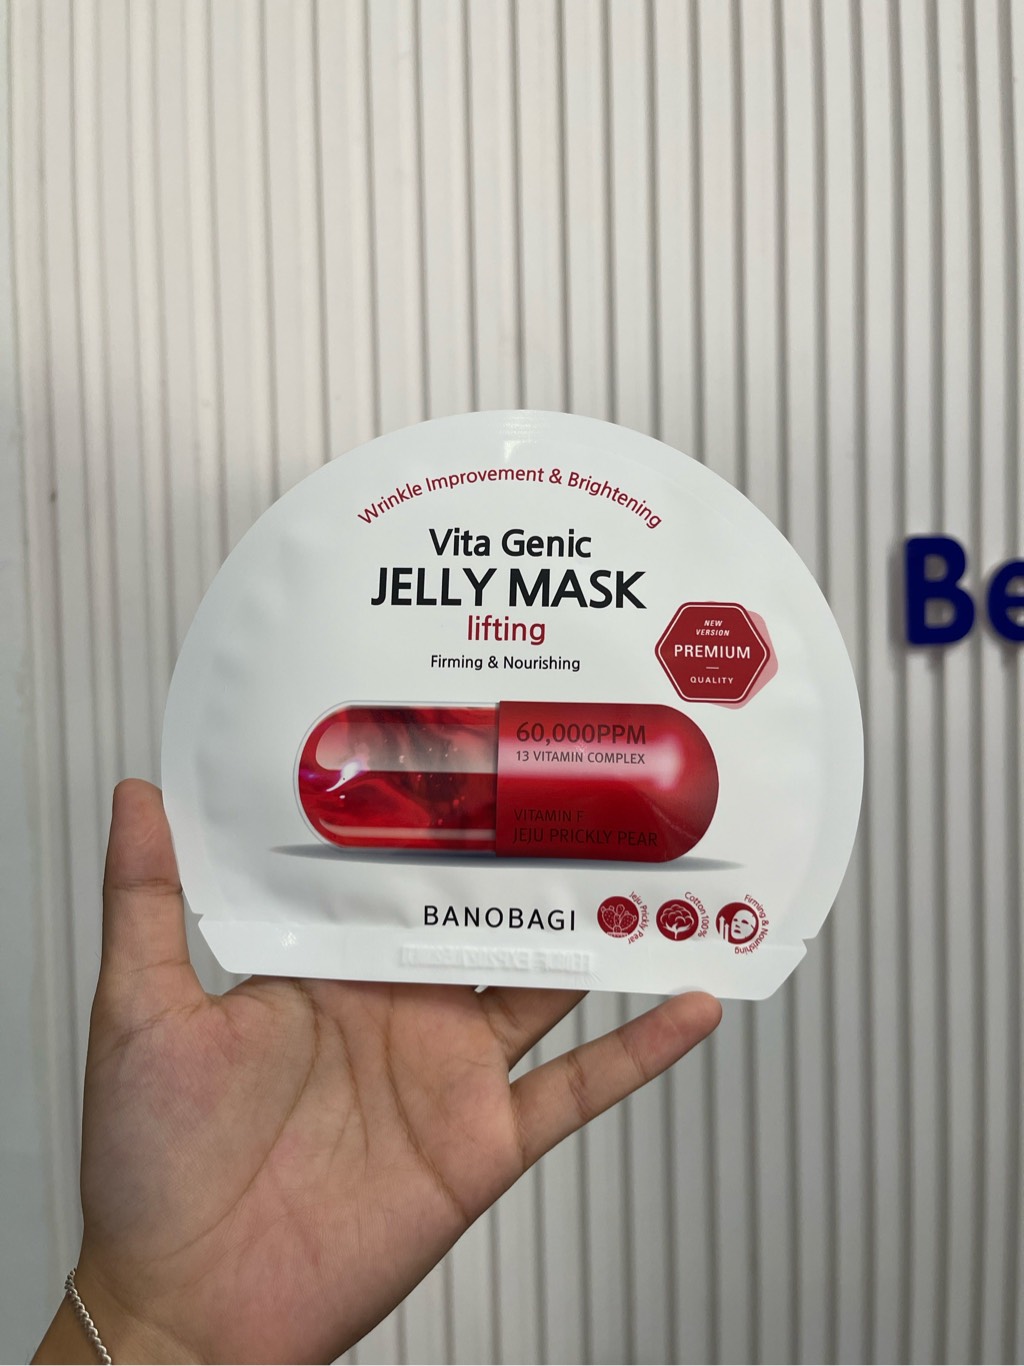 Wrinkle Improvement & Brightening
Vita Genic
JELLY MASK
lifting
Firming & Nourishing
NEW
VERSION
PREMIUM
QUALITY
60,000PPM
13 VITAMIN COMPLEX
VITAMIN F
JEJU PRICKLY PEAR
BANOBAGI
Jeju Prickly Pear
Cotton 100%
Firming & Nourishing
Be